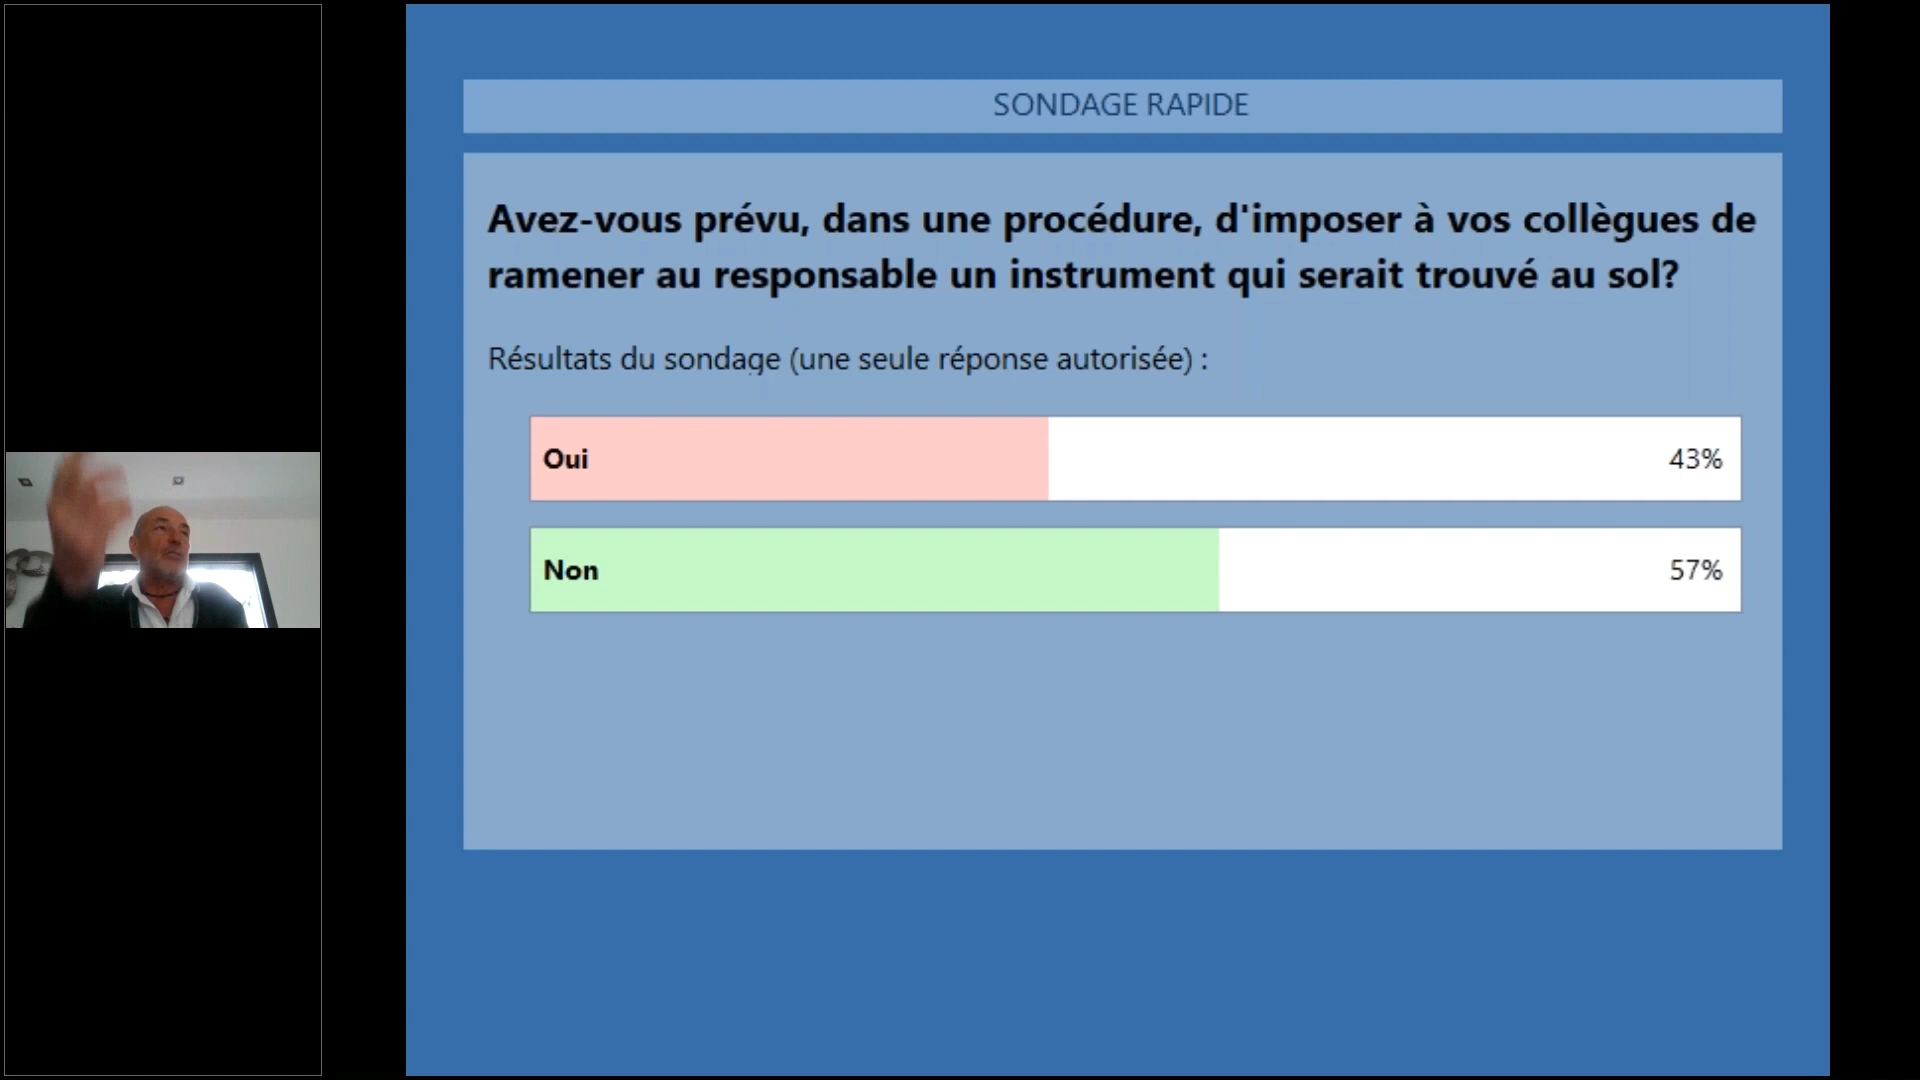 SONDAGE RAPIDE
Avez-vous prévu, dans une procédure, d'imposer à vos collègues de
ramener au responsable un instrument qui serait trouvé au sol?
Résultats du sondage (une seule réponse autorisée) :
Oui 43%
Non 57%